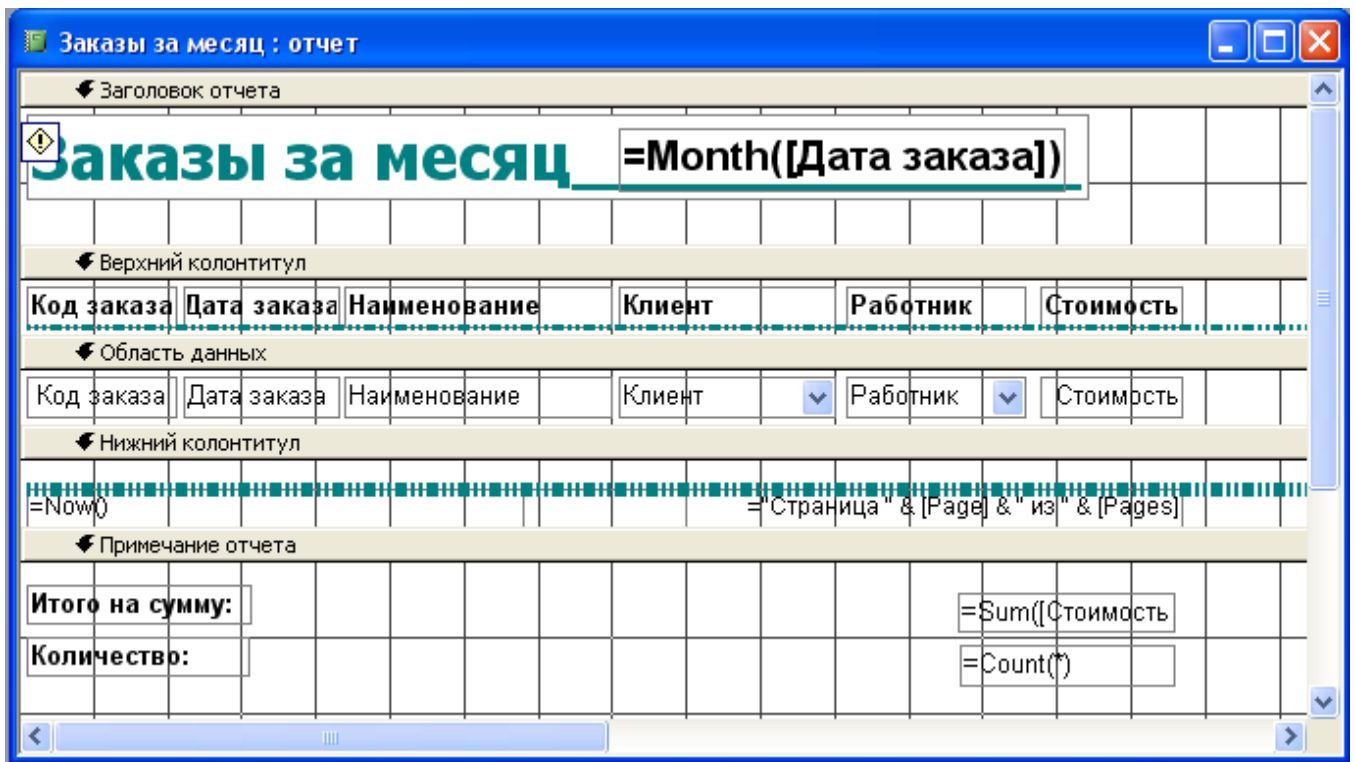 Заказы за месяц : отчет
Заголовок отчета
Заказы за месяц_ =Month([Дата заказа])
Верхний колонтитул
Код заказа Дата заказа Наименование Клиент Работник Стоимость
Область данных
Код заказа Дата заказа Наименование Клиент Работник Стоимость
Нижний колонтитул
=Now() ="Страница " & [Page] & " из " & [Pages]
Примечание отчета
Итого на сумму: =Sum([Стоимость
Количество: =Count(*)